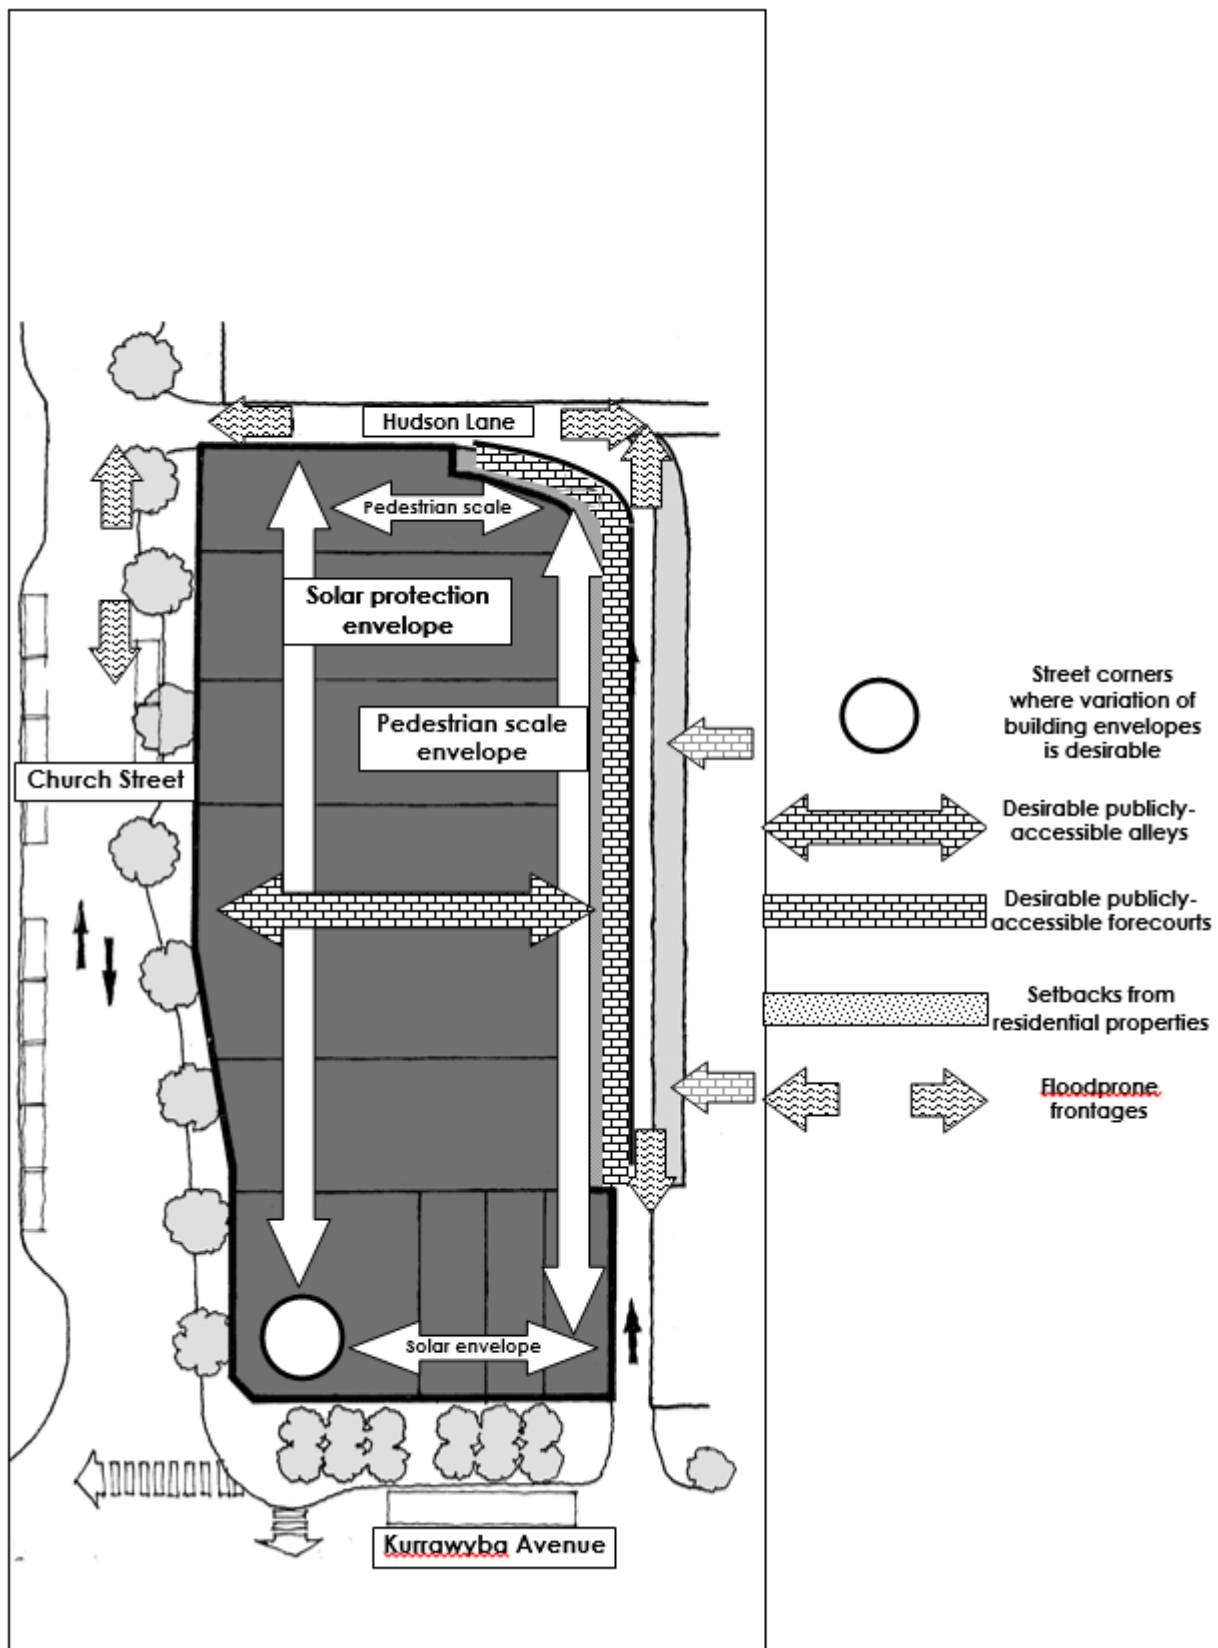 Hudson Lane
Pedestrian scale
Solar protection
envelope
Pedestrian scale
envelope
Church Street
Solar envelope
Kurrawyba Avenue
Street corners
where variation of
building envelopes
is desirable
Desirable publicly-
accessible alleys
Desirable publicly-
accessible forecourts
Setbacks from
residential properties
Floodprone
frontages